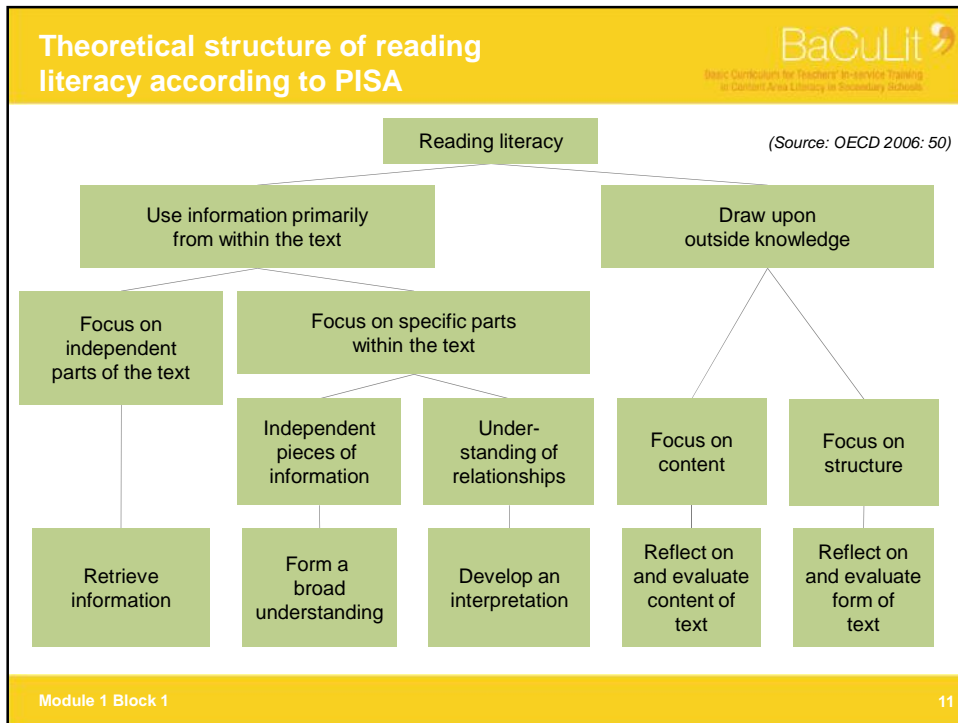 Theoretical structure of reading
literacy according to PISA
BaCuLit
Basic Curriculum for Teachers' In-service Training
in Content Area Literacy in Secondary Schools
Reading literacy
(Source: OECD 2006: 50)
Use information primarily
from within the text
Draw upon
outside knowledge
Focus on
independent
parts of the text
Focus on specific parts
within the text
Independent
pieces of
information
Under-
standing of
relationships
Focus on
content
Focus on
structure
Retrieve
information
Form a
broad
understanding
Develop an
interpretation
Reflect on
and evaluate
content of
text
Reflect on
and evaluate
form of
text
Module 1 Block 1
11